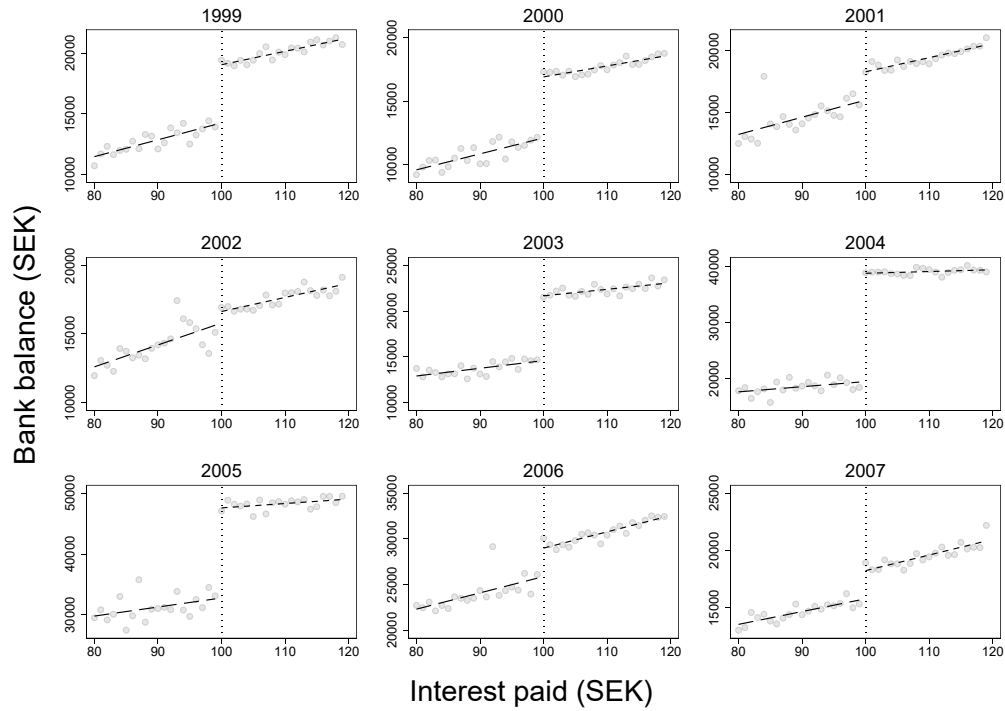 1999
2000
2001
10000 15000 20000
80 90 100 110 120
10000 15000 20000
80 90 100 110 120
10000 15000 20000
80 90 100 110 120
2002
2003
2004
10000 15000 20000
80 90 100 110 120
10000 15000 20000 25000
80 90 100 110 120
20000 30000 40000
80 90 100 110 120
2005
2006
2007
30000 40000 50000
80 90 100 110 120
20000 25000 30000 35000
80 90 100 110 120
15000 20000 25000
80 90 100 110 120
Bank balance (SEK)
Interest paid (SEK)